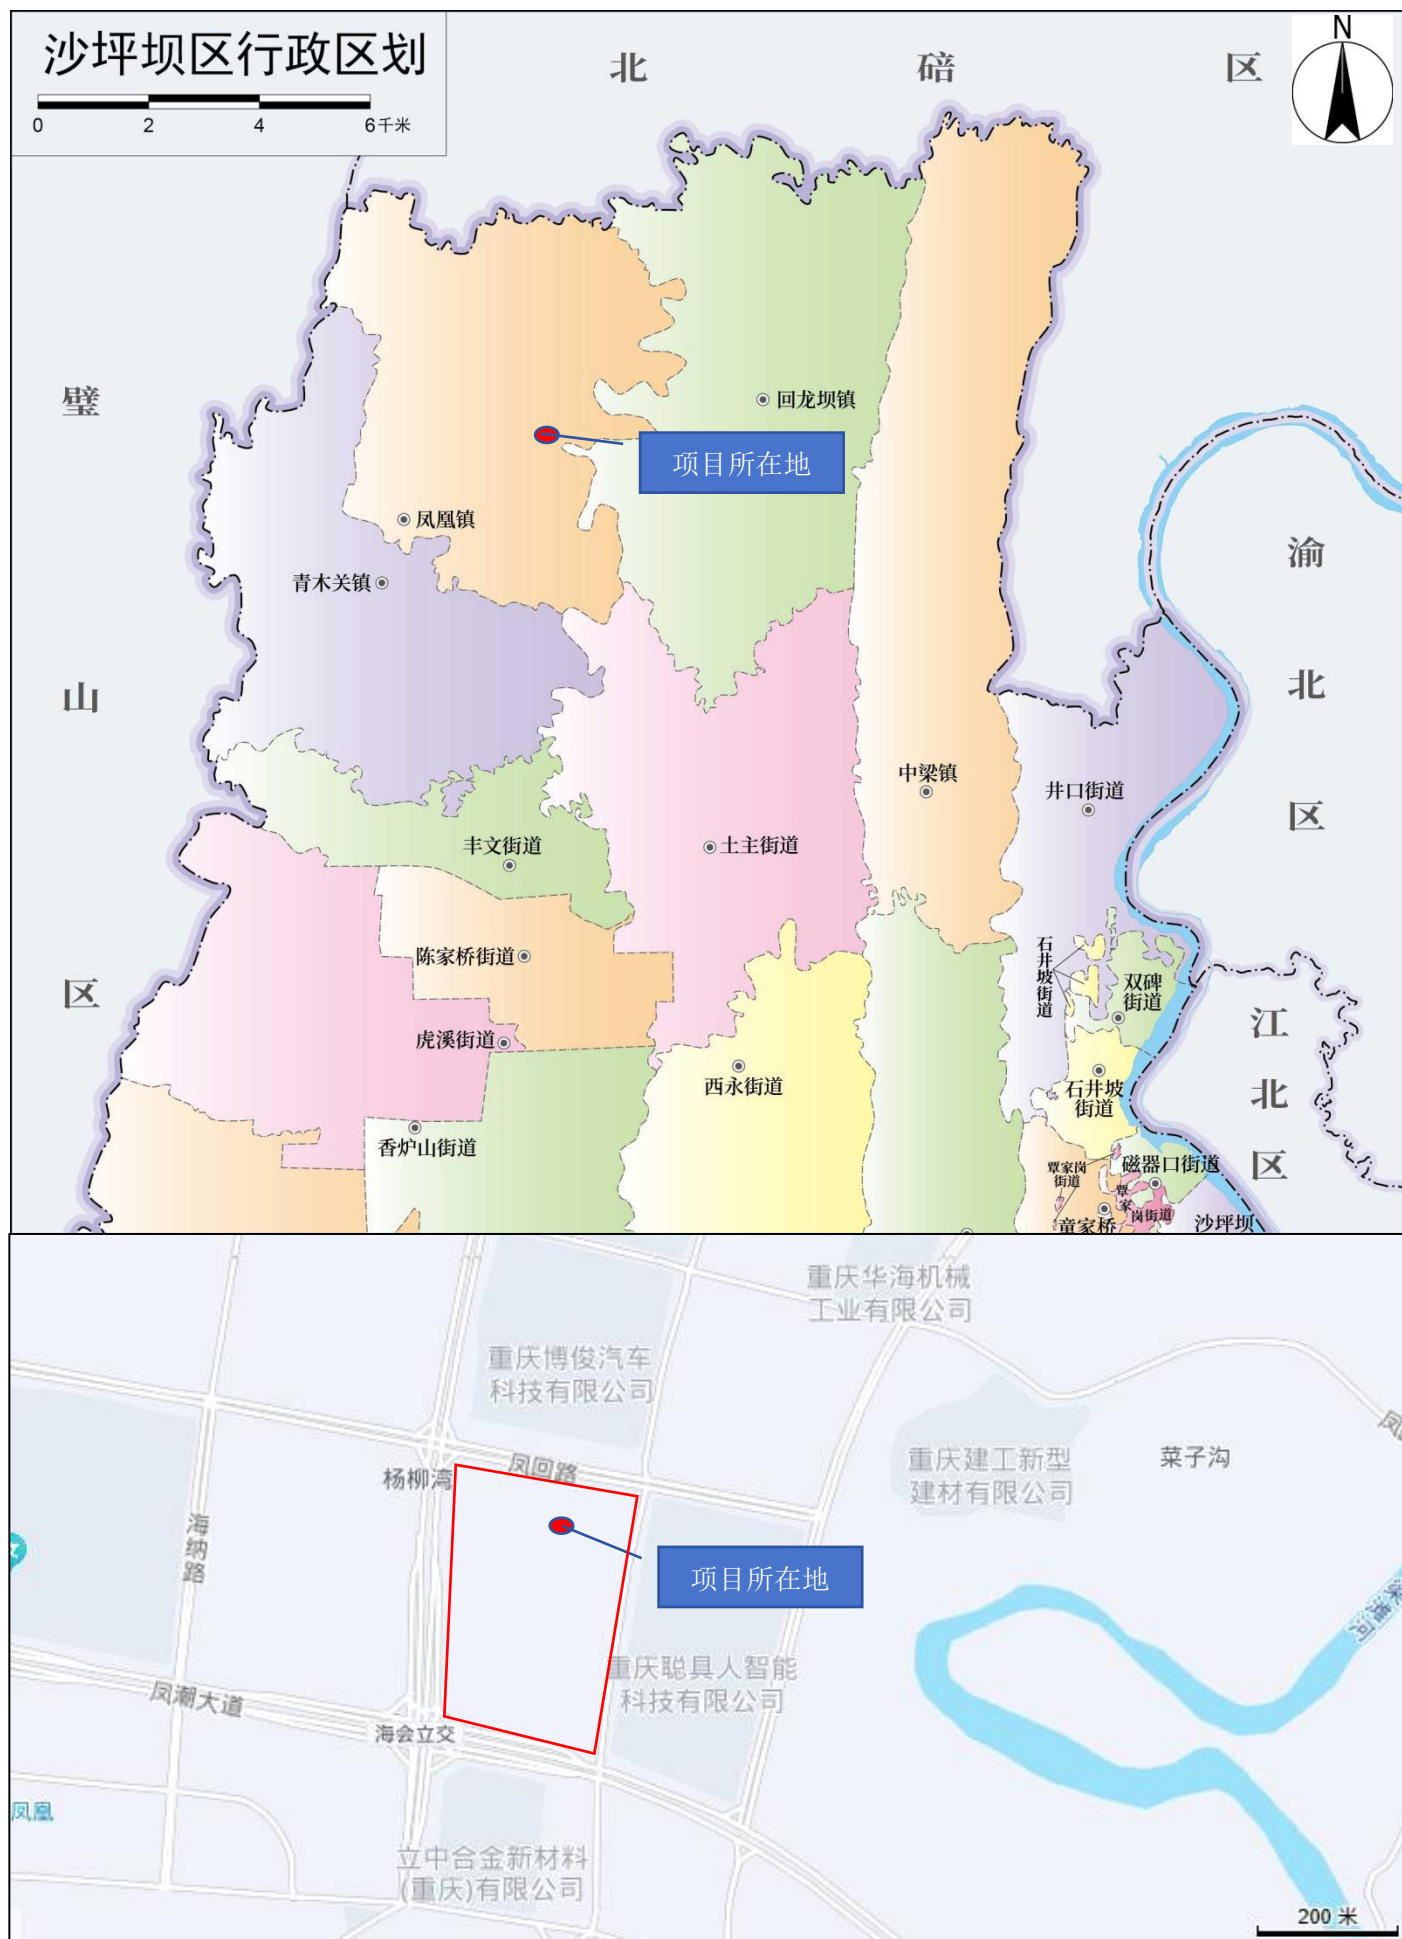 沙坪坝区行政区划
0 2 4 6千米
N
北碚区
璧山区
渝北区
江北区
回龙坝镇
项目所在地
凤凰镇
青木关镇
中梁镇
井口街道
丰文街道
土主街道
陈家桥街道
石井坡街道
双碑
街道
虎溪街道
西永街道
石井坡
街道
香炉山街道
覃家岗
街道
磁器口街道
覃家
岗街道
童家桥
沙坪坝
重庆华海机械
工业有限公司
重庆博俊汽车
科技有限公司
凤回路
杨柳湾
重庆建工新型
建材有限公司
菜子沟
海纳路
项目所在地
梁滩河
重庆聪具人智能
科技有限公司
凤潮大道
海会立交
凤凰
立中合金新材料
(重庆)有限公司
200 米